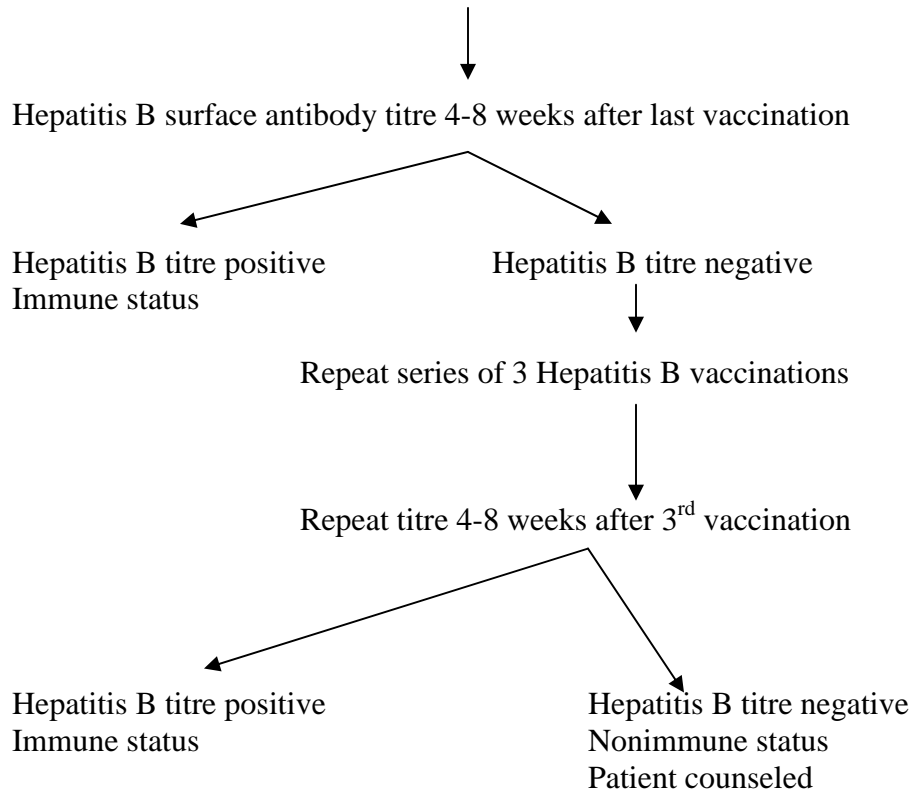 Hepatitis B surface antibody titre 4-8 weeks after last vaccination
Hepatitis B titre positive
Immune status
Hepatitis B titre negative
Repeat series of 3 Hepatitis B vaccinations
Repeat titre 4-8 weeks after 3rd vaccination
Hepatitis B titre positive
Immune status
Hepatitis B titre negative
Nonimmune status
Patient counseled